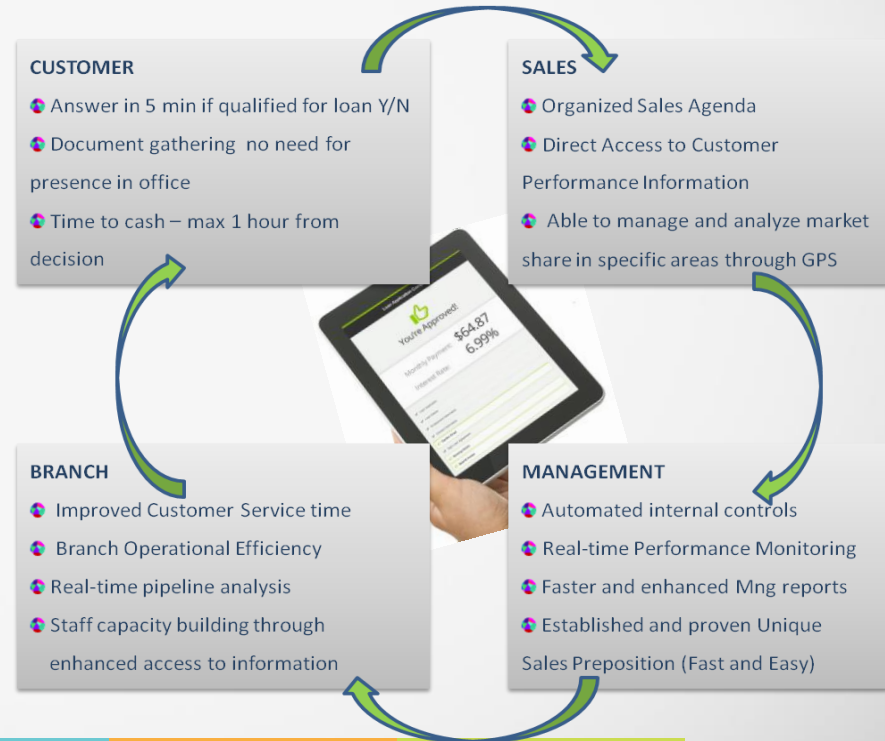 CUSTOMER
Answer in 5 min if qualified for loan Y/N
Document gathering no need for
presence in office
Time to cash – max 1 hour from
decision
SALES
Organized Sales Agenda
Direct Access to Customer
Performance Information
Able to manage and analyze market
share in specific areas through GPS
You're Approved!
Monthly Payment: $64.87
Interest Rate: 6.99%
BRANCH
Improved Customer Service time
Branch Operational Efficiency
Real-time pipeline analysis
Staff capacity building through
enhanced access to information
MANAGEMENT
Automated internal controls
Real-time Performance Monitoring
Faster and enhanced Mng reports
Established and proven Unique
Sales Preposition (Fast and Easy)